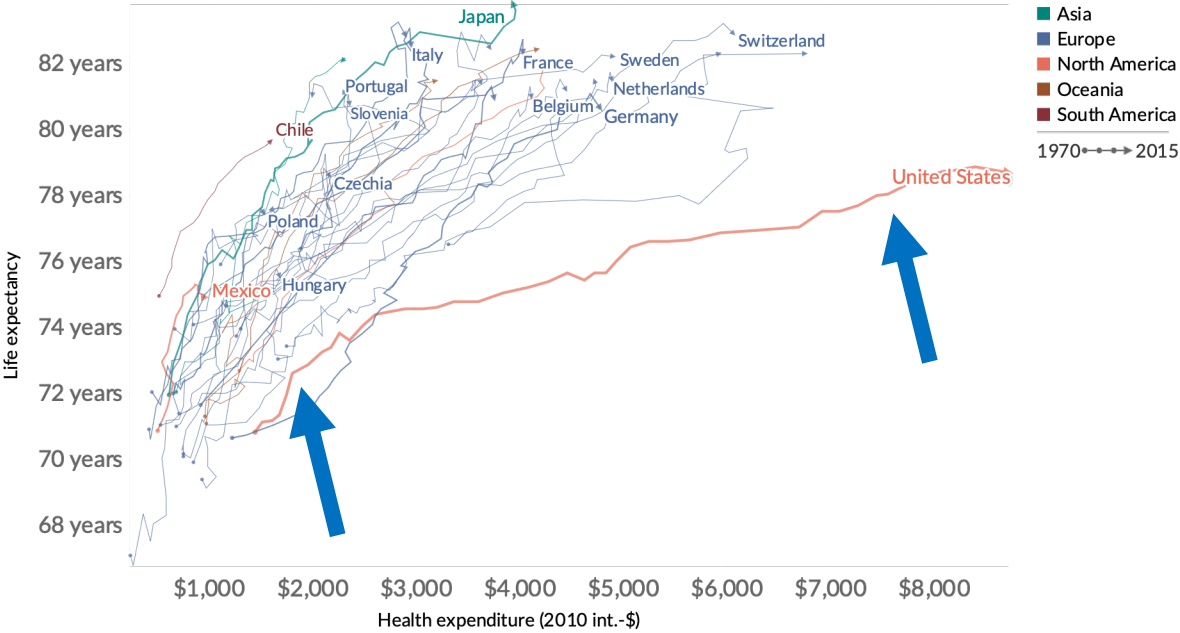 Japan
Italy
France
Switzerland
Sweden
Portugal
Netherlands
Belgium
Slovenia
Germany
Chile
Czechia
United States
Poland
Hungary
Mexico
82 years
80 years
78 years
76 years
74 years
72 years
70 years
68 years
Life expectancy
$1,000 $2,000 $3,000 $4,000 $5,000 $6,000 $7,000 $8,000
Health expenditure (2010 int.-$)
Asia
Europe
North America
Oceania
South America
1970 2015